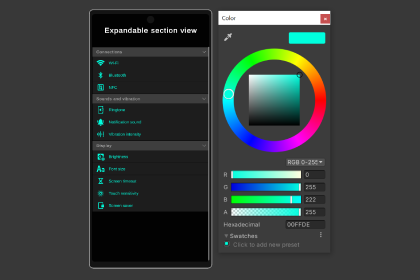 Expandable section view
Connections
Wi-Fi
Bluetooth
NFC
Sounds and vibration
Ringtone
Notification sound
Vibration intensity
Display
Brightness
Font size
Screen timeout
Touch sensitivity
Screen saver
Color
RGB 0-255
R 0
G 255
B 222
A 255
Hexadecimal 00FFDE
Swatches
Click to add new preset